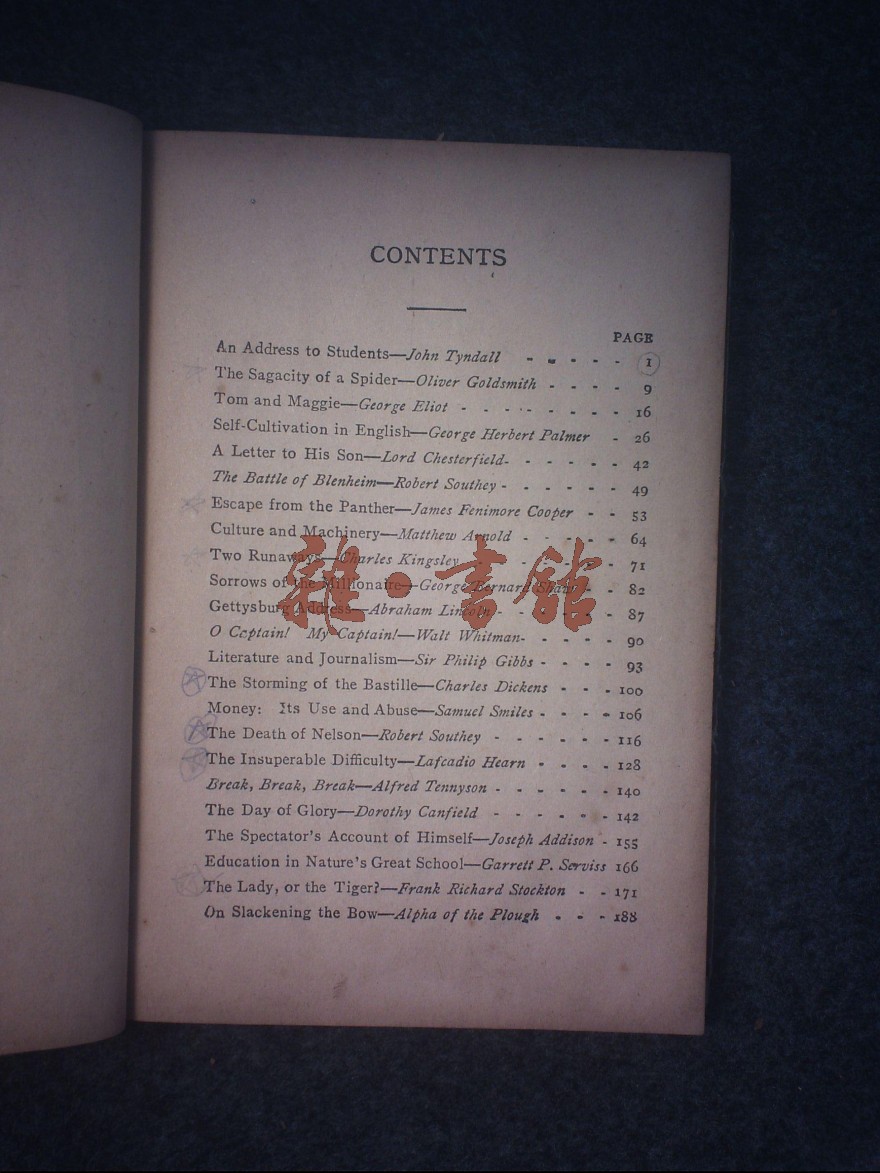 CONTENTS
PAGE
An Address to Students—John Tyndall - - - - - 1
The Sagacity of a Spider—Oliver Goldsmith - - - - 9
Tom and Maggie—George Eliot - - - - - - - - 16
Self-Cultivation in English—George Herbert Palmer - 26
A Letter to His Son—Lord Chesterfield- - - - - - 42
The Battle of Blenheim—Robert Southey - - - - - - 49
Escape from the Panther—James Fenimore Cooper - - 53
Culture and Machinery—Matthew Arnold - - - - - 64
Two Runaways—Charles Kingsley - - - - - 71
Sorrows of the Millionaire—George Bernard Shaw - - 82
Gettysburg Address—Abraham Lincoln - - - - - 87
O Captain! My Captain!—Walt Whitman- - - - - 90
Literature and Journalism—Sir Philip Gibbs - - - - 93
The Storming of the Bastille—Charles Dickens - - - 100
Money: Its Use and Abuse—Samuel Smiles - - - - 106
The Death of Nelson—Robert Southey - - - - - - 116
The Insuperable Difficulty—Lafcadio Hearn - - - - 128
Break, Break, Break—Alfred Tennyson - - - - - - 140
The Day of Glory—Dorothy Canfield - - - - - - 142
The Spectator's Account of Himself—Joseph Addison - 155
Education in Nature's Great School—Garrett P. Serviss 166
The Lady, or the Tiger?—Frank Richard Stockton - - 171
On Slackening the Bow—Alpha of the Plough - - - 188
雜·書館